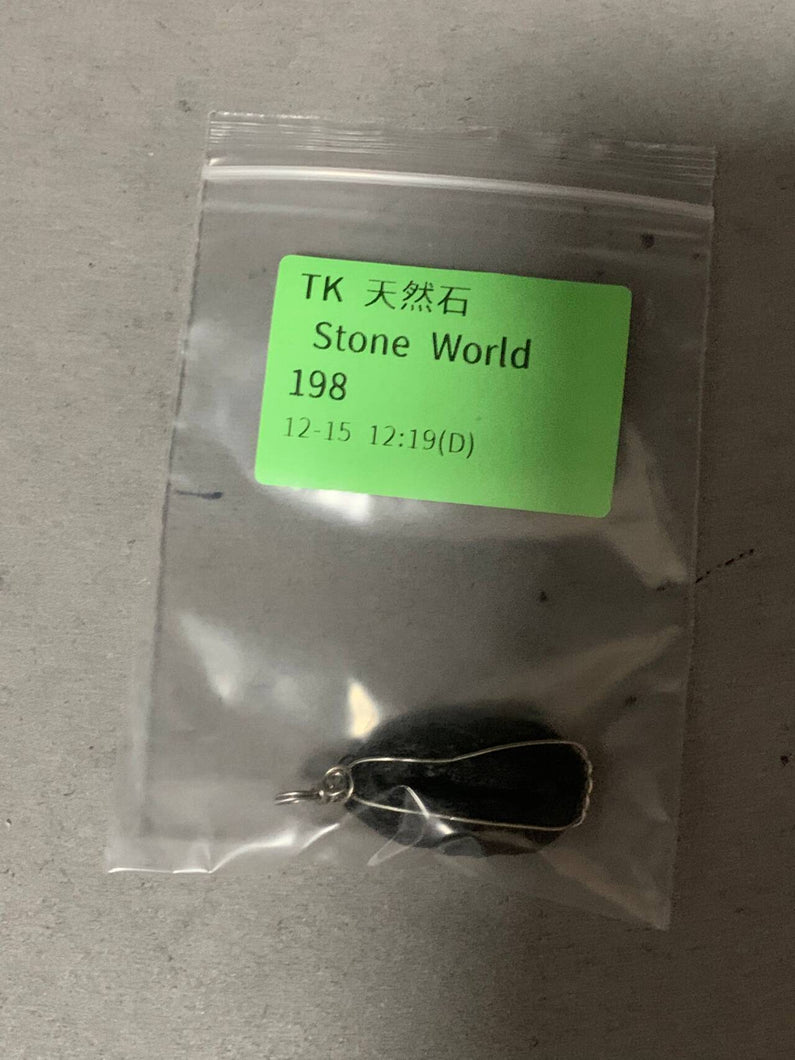 TK 天然石
Stone World
198
12-15 12:19(D)